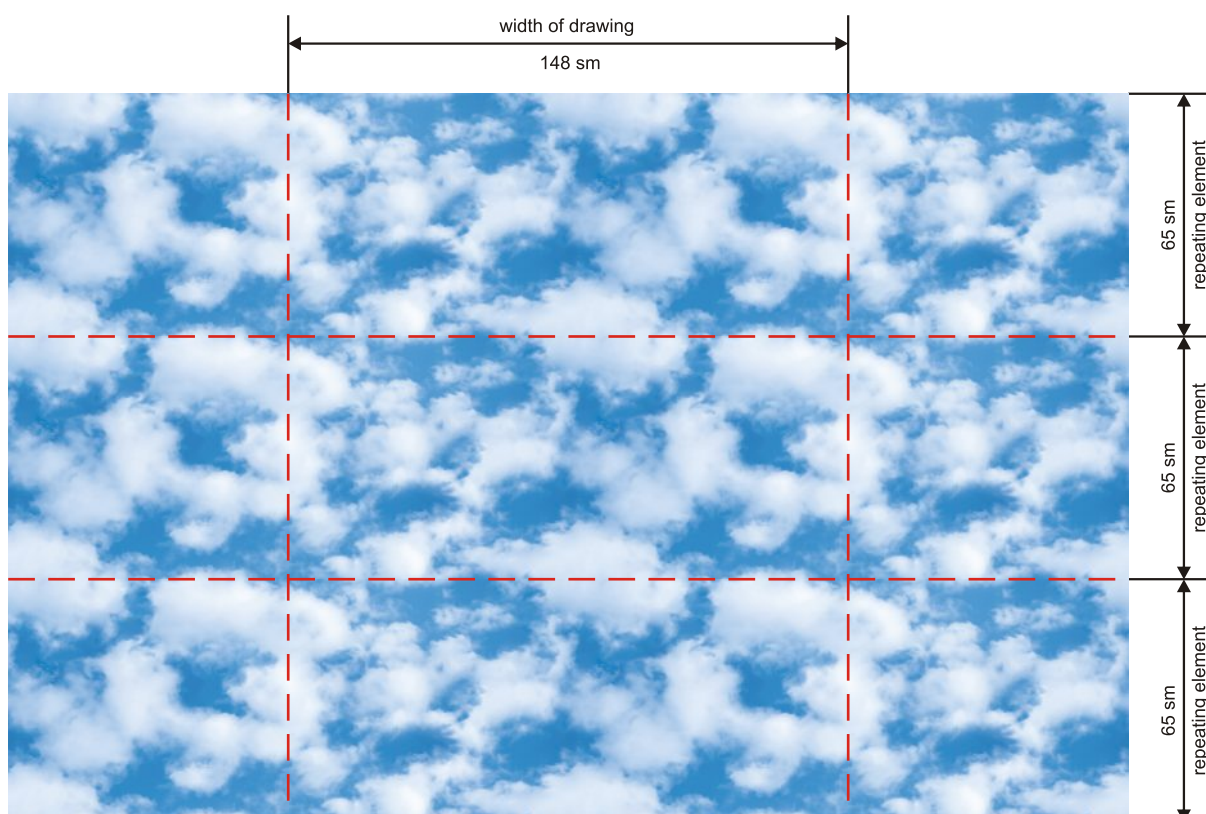 width of drawing
148 sm
65 sm
repeating element
65 sm
repeating element
65 sm
repeating element